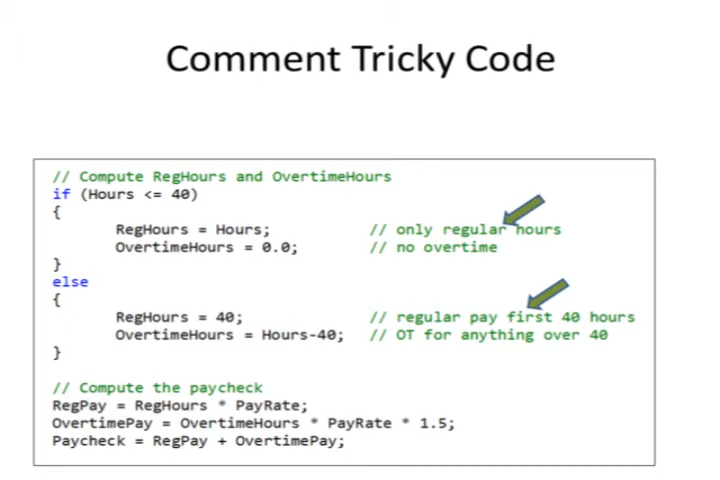 Comment Tricky Code
// Compute RegHours and OvertimeHours
if (Hours <= 40)
{
RegHours = Hours; // only regular hours
OvertimeHours = 0.0; // no overtime
}
else
{
RegHours = 40; // regular pay first 40 hours
OvertimeHours = Hours-40; // OT for anything over 40
}
// Compute the paycheck
RegPay = RegHours * PayRate;
OvertimePay = OvertimeHours * PayRate * 1.5;
Paycheck = RegPay + OvertimePay;